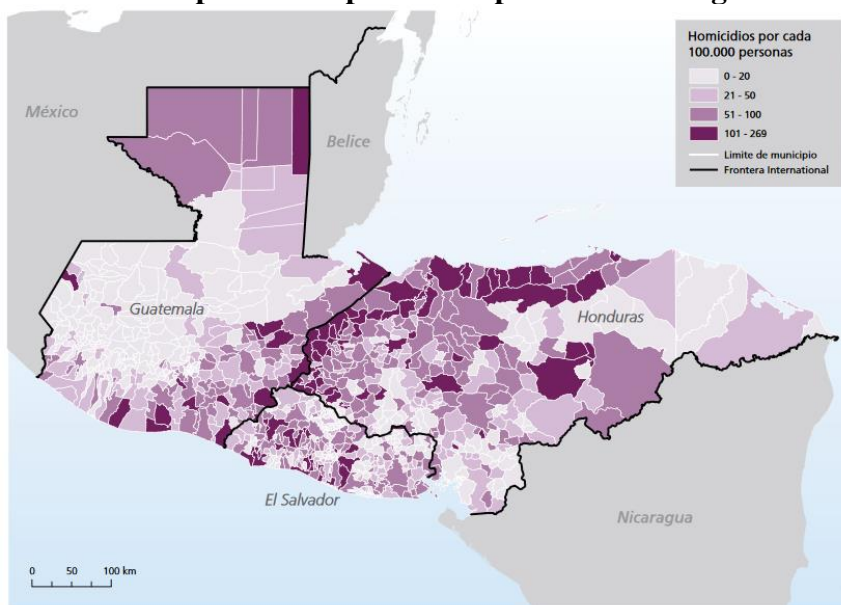 Homicidios por cada
100.000 personas
0 - 20
21 - 50
51 - 100
101 - 269
Limite de municipio
Frontera International
México
Belice
Guatemala
Honduras
El Salvador
Nicaragua
0 50 100 km